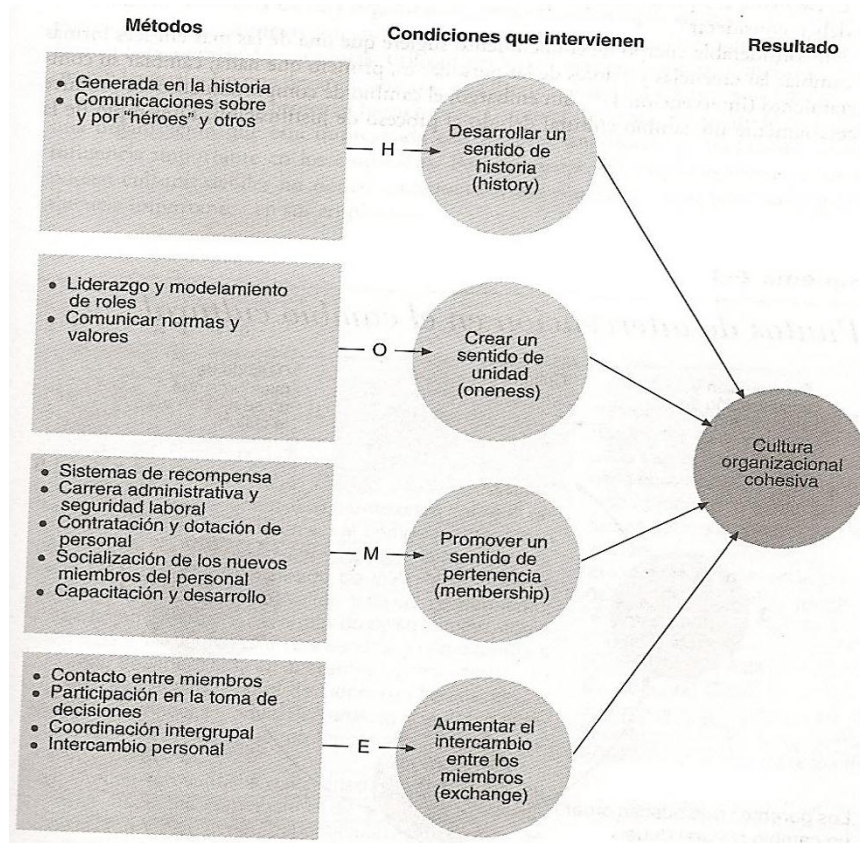 Métodos
Condiciones que intervienen
Resultado
• Generada en la historia
• Comunicaciones sobre
y por "héroes" y otros
H
Desarrollar un
sentido de
historia
(history)
• Liderazgo y modelamiento
de roles
• Comunicar normas y
valores
O
Crear un
sentido de
unidad
(oneness)
• Sistemas de recompensa
• Carrera administrativa y
seguridad laboral
• Contratación y dotación de
personal
• Socialización de los nuevos
miembros del personal
• Capacitación y desarrollo
M
Promover un
sentido de
pertenencia
(membership)
• Contacto entre miembros
• Participación en la toma de
decisiones
• Coordinación intergrupal
• Intercambio personal
E
Aumentar el
intercambio
entre los
miembros
(exchange)
Cultura
organizacional
cohesiva